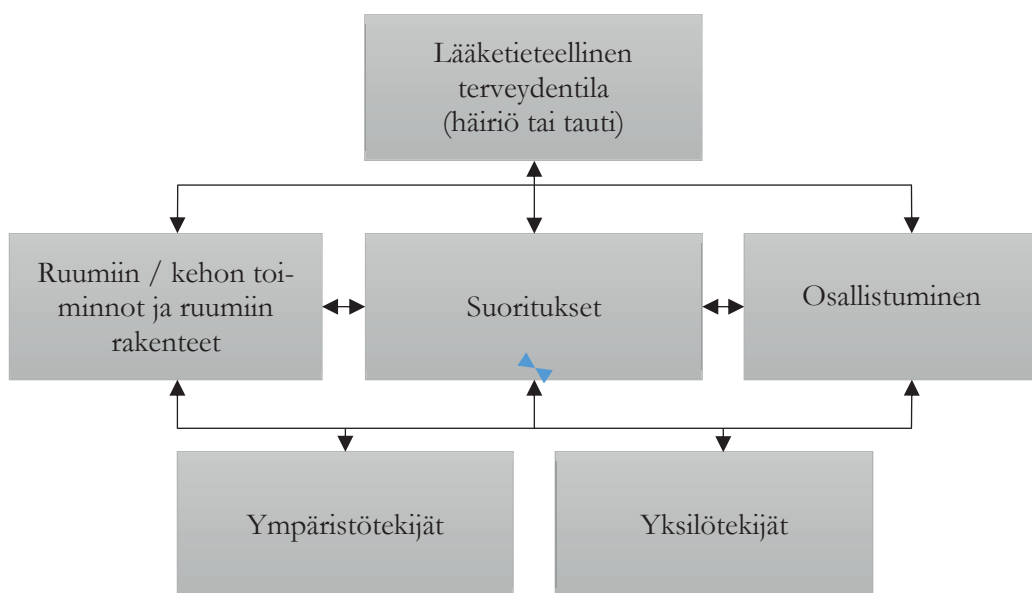 Lääketieteellinen
terveydentila
(häiriö tai tauti)
Ruumiin / kehon toi-
minnot ja ruumiin
rakenteet
Suoritukset
Osallistuminen
Ympäristötekijät
Yksilötekijät